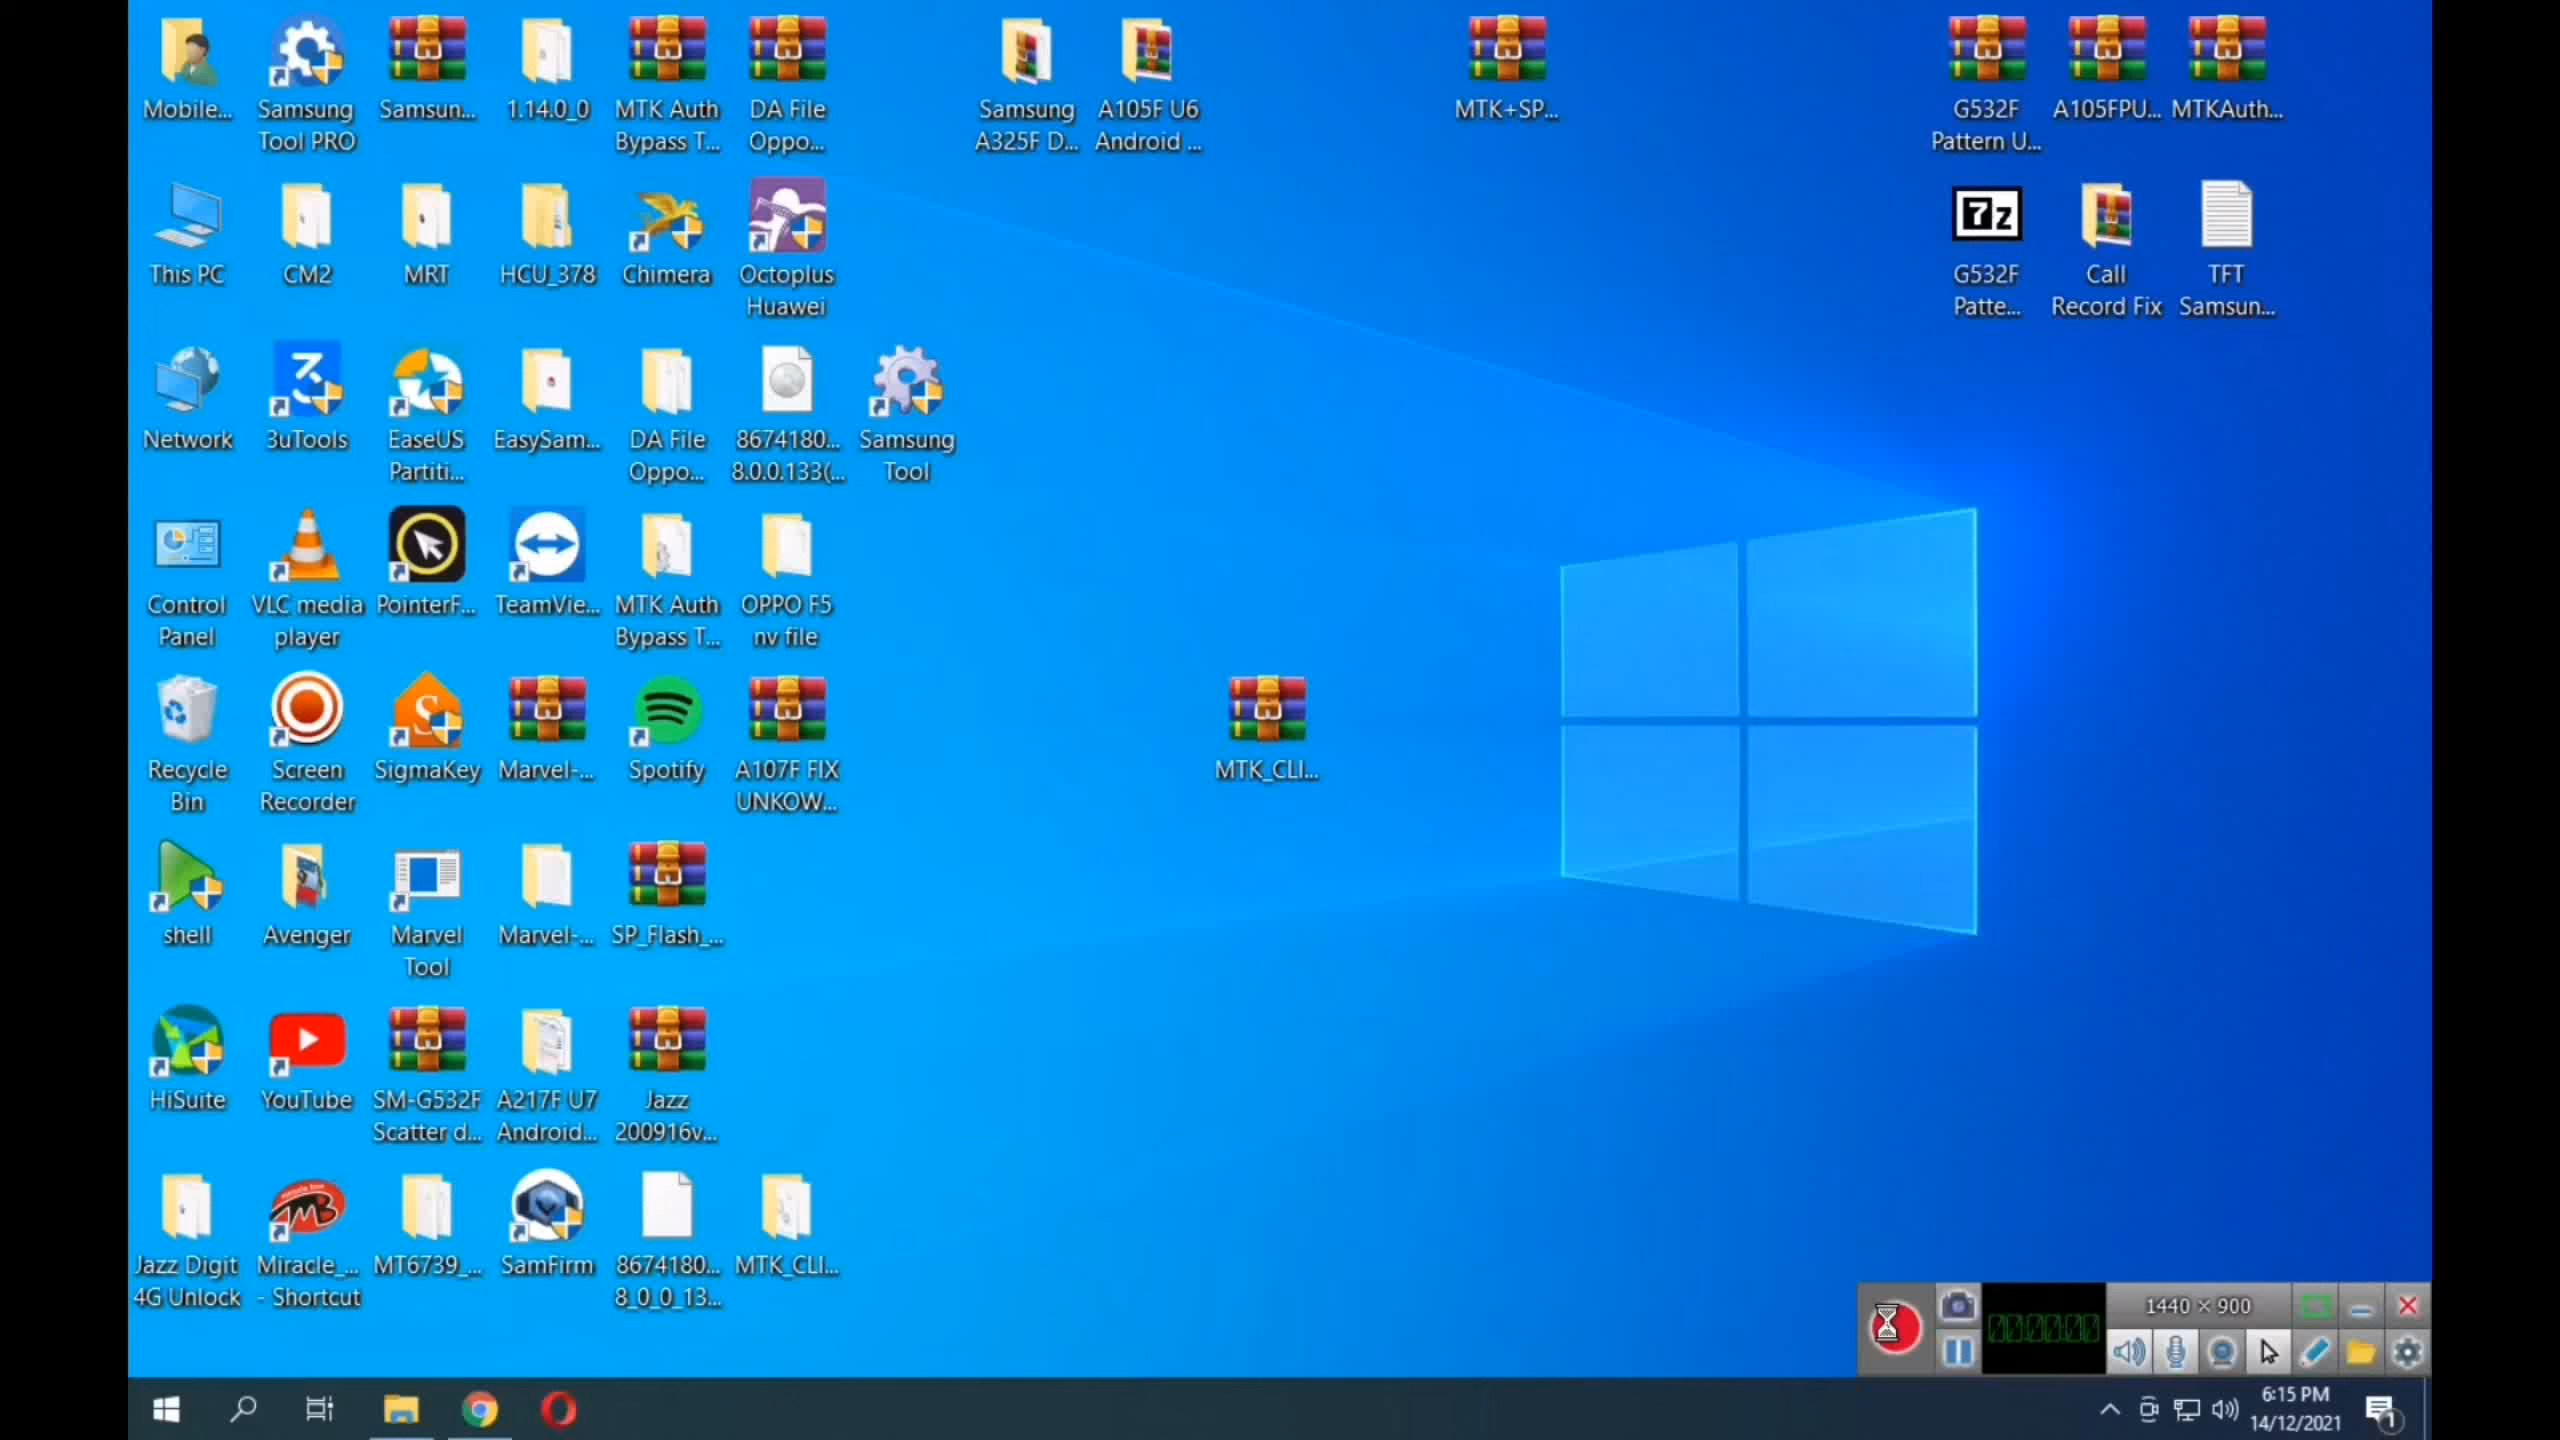 Mobile...
Samsung
Tool PRO
Samsun...
1.14.0_0
MTK Auth
Bypass T...
DA File
Oppo...
Samsung
A325F D...
A105F U6
Android ...
MTK+SP...
G532F
Pattern U...
A105FPU...
MTKAuth...
This PC
CM2
MRT
HCU_378
Chimera
Octoplus
Huawei
7z
G532F
Patte...
Call
Record Fix
TFT
Samsun...
Network
3uTools
EaseUS
Partiti...
EasySam...
DA File
Oppo...
8674180...
8.0.0.133(...
Samsung
Tool
Control
Panel
VLC media
player
PointerF...
TeamVie...
MTK Auth
Bypass T...
OPPO F5
nv file
Recycle
Bin
Screen
Recorder
SigmaKey
Marvel-...
Spotify
A107F FIX
UNKOW...
MTK_CLI...
shell
Avenger
Marvel
Tool
Marvel-...
SP_Flash_...
HiSuite
YouTube
SM-G532F
Scatter d...
A217F U7
Android...
Jazz
200916v...
Jazz Digit
4G Unlock
Miracle_...
- Shortcut
MT6739_...
SamFirm
8674180...
8_0_0_13...
MTK_CLI...
1440 × 900
6:15 PM
14/12/2021
1